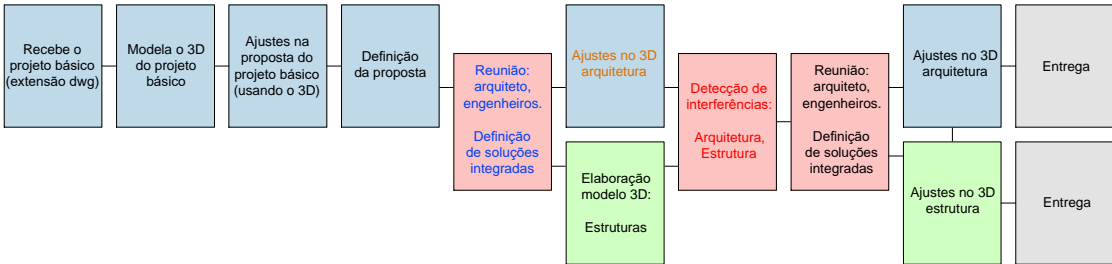 Recebe o
projeto básico
(extensão dwg)
Modela o 3D
do projeto
básico
Ajustes na
proposta do
projeto básico
(usando o 3D)
Definição
da proposta
Reunião:
arquiteto,
engenheiros.
Definição
de soluções
integradas
Ajustes no 3D
arquitetura
Elaboração
modelo 3D:
Estruturas
Detecção de
interferências:
Arquitetura,
Estrutura
Reunião:
arquiteto,
engenheiros.
Definição
de soluções
integradas
Ajustes no 3D
arquitetura
Entrega
Ajustes no 3D
estrutura
Entrega